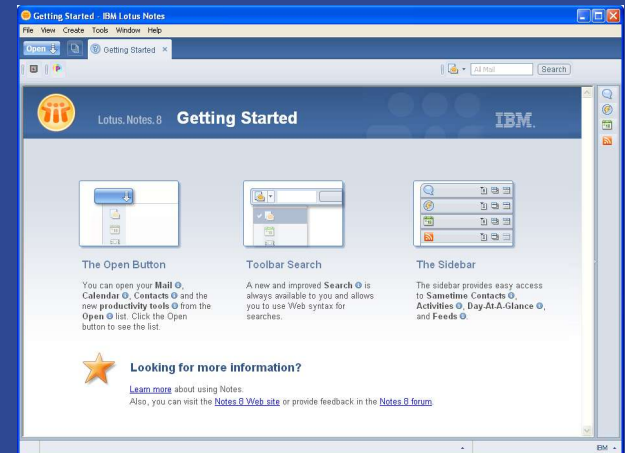 Getting Started - IBM Lotus Notes
File View Create Tools Window Help
Open Getting Started ×
All Mail Search
Lotus. Notes. 8 Getting Started IBM.
The Open Button
You can open your Mail,
Calendar, Contacts and the
new productivity tools from the
Open list. Click the Open
button to see the list.
Toolbar Search
A new and improved Search is
always available to you and allows
you to use Web syntax for
searches.
The Sidebar
The sidebar provides easy access
to Sametime Contacts,
Activities, Day-At-A-Glance,
and Feeds.
Looking for more information?
Learn more about using Notes.
Also, you can visit the Notes 8 Web site or provide feedback in the Notes 8 forum.
IBM